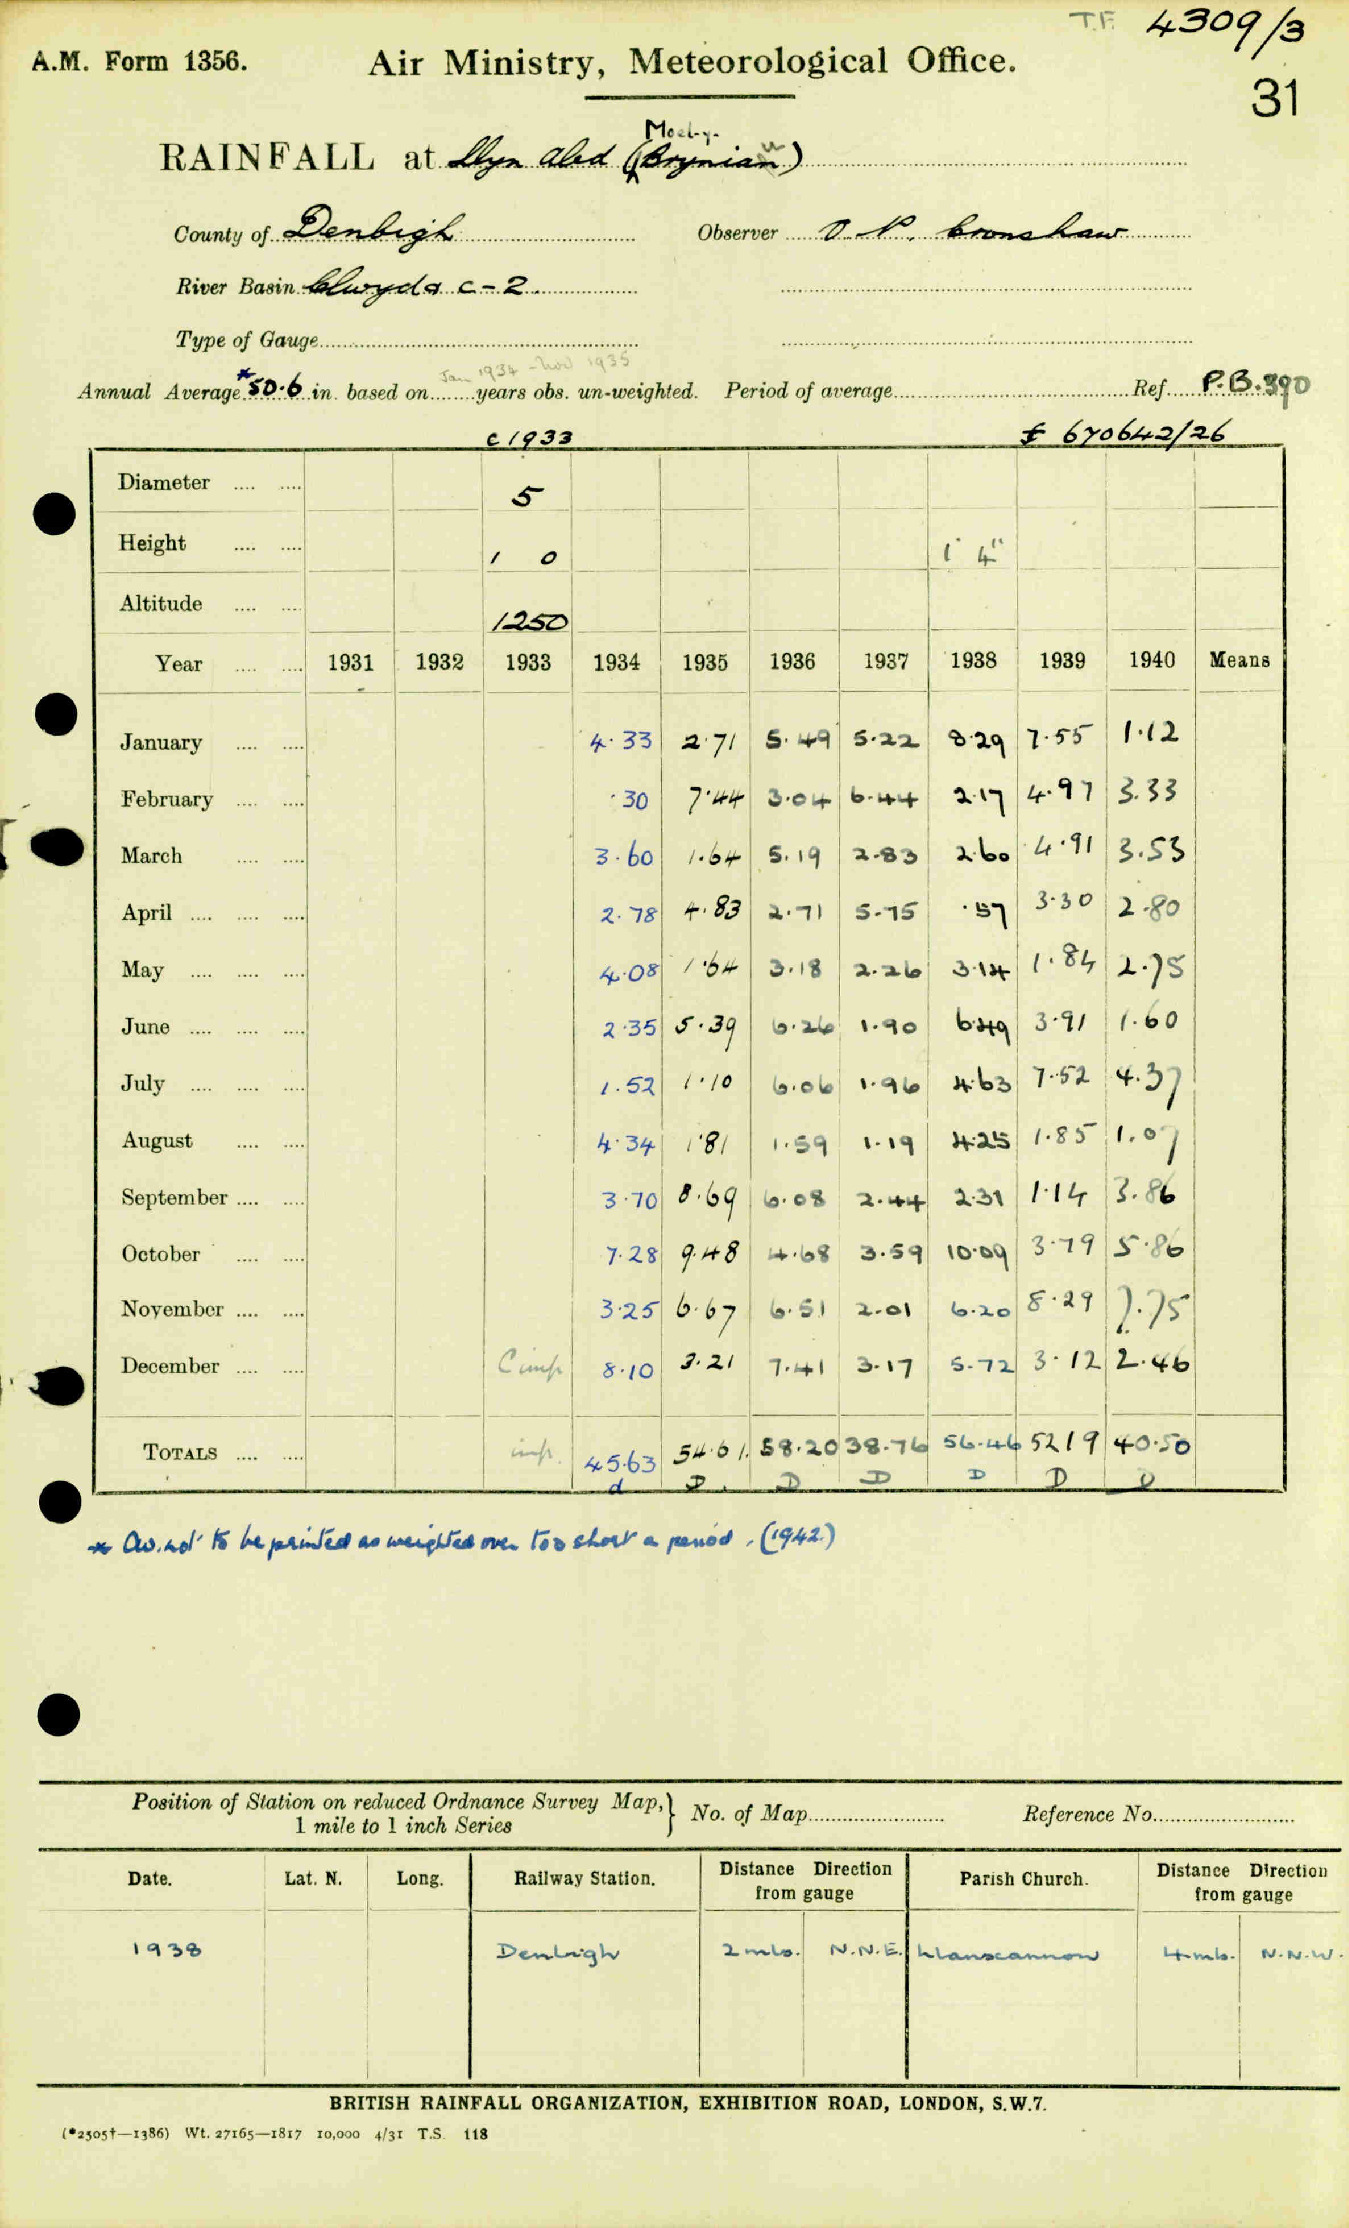 T.F. 4309/3
A.M. Form 1356. Air Ministry, Meteorological Office.
31
Moel-y-
RAINFALL at Llyn Aled (Brynian)
County of Denbigh Observer O. P. Cronshaw
River Basin Clwyd & C-2.
Type of Gauge
Jan 1934 - Nov 1935
Annual Average *50.6 in. based on years obs. un-weighted. Period of average Ref. P.B.390
c 1933 £ 670642/26
Diameter .... .... 5
Height .... .... 1 0 1' 4"
Altitude .... .... 1250
Year .... .... 1931 1932 1933 1934 1935 1936 1937 1938 1939 1940 Means
January .... .... 4.33 2.71 5.49 5.22 8.29 7.55 1.12
February .... .... .30 7.44 3.04 6.44 2.17 4.97 3.33
March .... .... 3.60 1.64 5.19 2.83 2.60 4.91 3.53
April .... .... .... 2.78 4.83 2.71 5.75 .57 3.30 2.80
May .... .... .... 4.08 1.64 3.18 2.26 3.14 1.84 2.75
June .... .... .... 2.35 5.39 6.26 1.90 6.49 3.91 1.60
July .... .... .... 1.52 1.10 6.06 1.96 4.63 7.52 4.37
August .... .... 4.34 1.81 1.59 1.19 4.25 1.85 1.07
September .... .... 3.70 8.69 6.08 2.44 2.31 1.14 3.86
October .... .... 7.28 9.48 4.68 3.59 10.09 3.79 5.86
November .... .... 3.25 6.67 6.51 2.01 6.20 8.29 7.75
December .... .... Cimp 8.10 3.21 7.41 3.17 5.72 3.12 2.46
TOTALS .... .... imp. 45.63 54.61. 58.20 38.76 56.46 52 19 40.50
d D. D D D D D
* Av. not to be printed as weighted over too short a period. (1942.)
Position of Station on reduced Ordnance Survey Map, } No. of Map Reference No.
1 mile to 1 inch Series
Date. Lat. N. Long. Railway Station. Distance Direction from gauge Parish Church. Distance Direction from gauge
1938 Denbigh 2 mls. N.N.E. Llansannan 4 mls. N.N.W.
BRITISH RAINFALL ORGANIZATION, EXHIBITION ROAD, LONDON, S.W.7.
(*2505†—1386) Wt. 27165—1817 10,000 4/31 T.S. 118